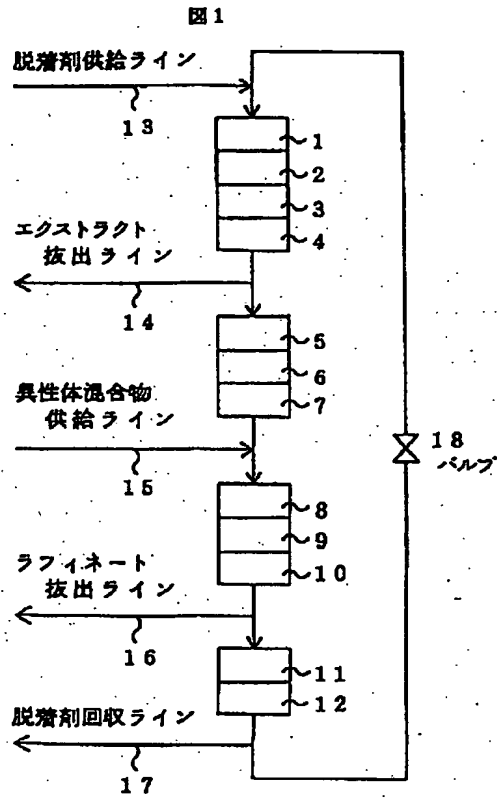 図1
脱着剤供給ライン
13
1
2
3
4
エクストラクト
抜出ライン
14
5
6
7
異性体混合物
供給ライン
15
18
バルブ
8
9
10
ラフィネート
抜出ライン
16
11
12
脱着剤回収ライン
17